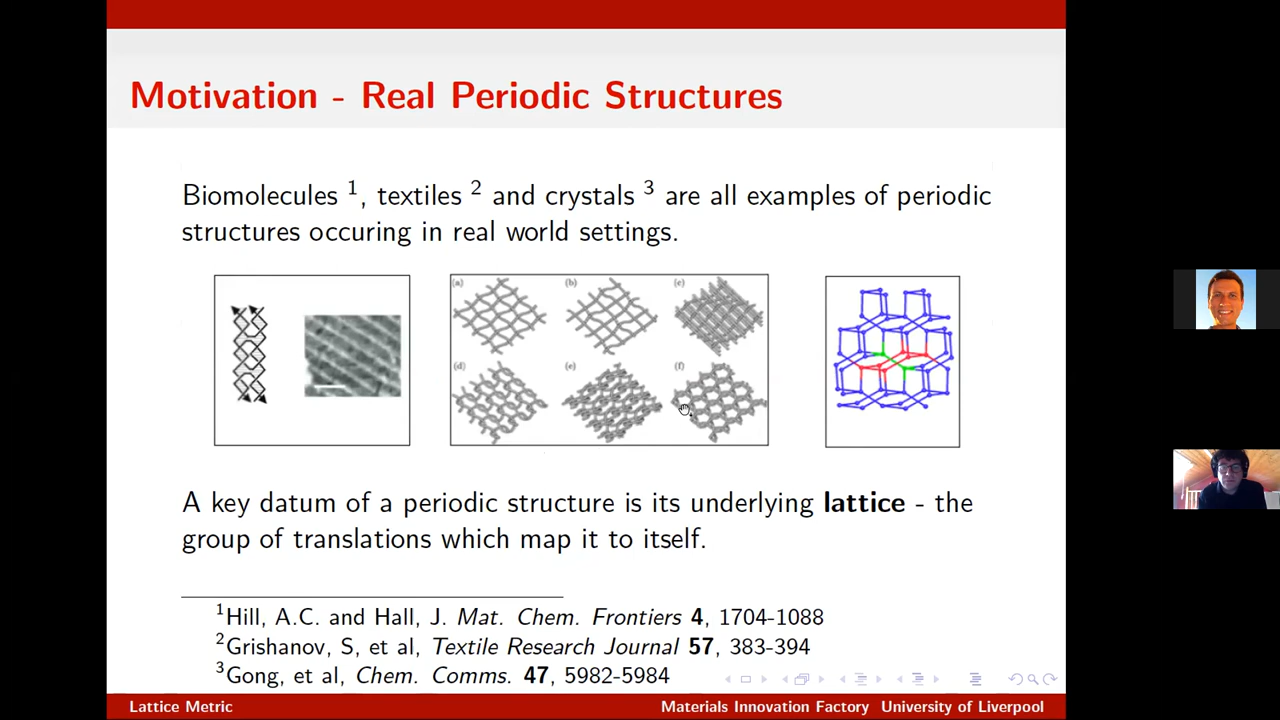 Motivation - Real Periodic Structures
Biomolecules 1, textiles 2 and crystals 3 are all examples of periodic
structures occuring in real world settings.
(a) (b) (c)
(d) (e) (f)
A key datum of a periodic structure is its underlying lattice - the
group of translations which map it to itself.
1Hill, A.C. and Hall, J. Mat. Chem. Frontiers 4, 1704-1088
2Grishanov, S, et al, Textile Research Journal 57, 383-394
3Gong, et al, Chem. Comms. 47, 5982-5984
Lattice Metric Materials Innovation Factory University of Liverpool